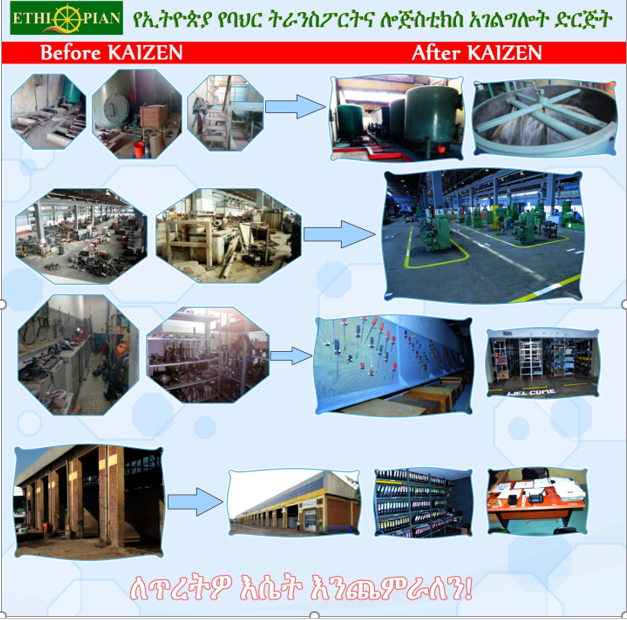 ETHIOPIAN
የኢትዮጵያ የባህር ትራንስፖርትና ሎጅስቲክስ አገልግሎት ድርጅት
Before KAIZEN
After KAIZEN
WELCOME
ለጥረትዎ እሴት እንጨምራለን!